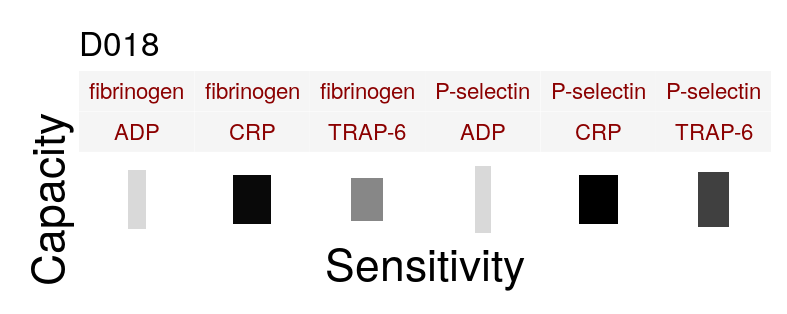 D018
fibrinogen fibrinogen fibrinogen P-selectin P-selectin P-selectin
ADP CRP TRAP-6 ADP CRP TRAP-6
Capacity
Sensitivity